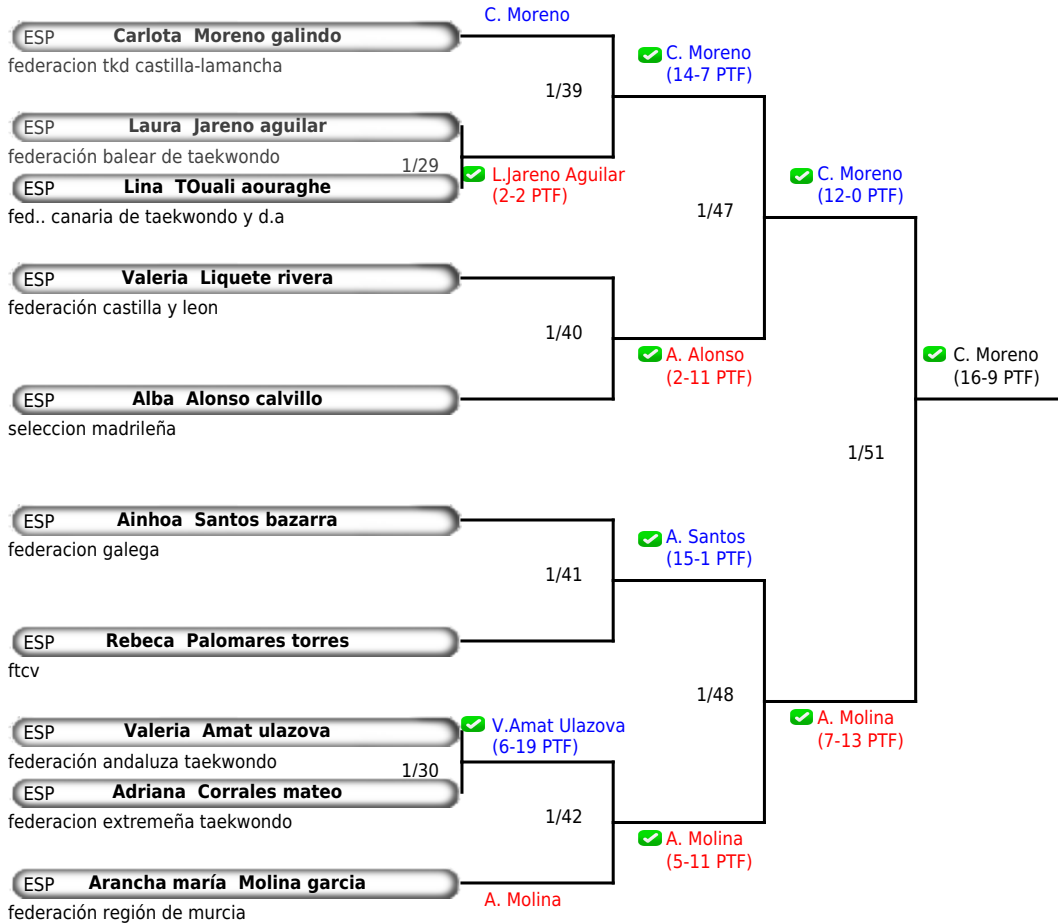 C. Moreno
ESP Carlota Moreno galindo
federacion tkd castilla-lamancha
C. Moreno
(14-7 PTF)
1/39
ESP Laura Jareno aguilar
federación balear de taekwondo
1/29
L.Jareno Aguilar
(2-2 PTF)
ESP Lina TOuali aouraghe
fed.. canaria de taekwondo y d.a
C. Moreno
(12-0 PTF)
1/47
ESP Valeria Liquete rivera
federación castilla y leon
1/40
A. Alonso
(2-11 PTF)
C. Moreno
(16-9 PTF)
ESP Alba Alonso calvillo
seleccion madrileña
1/51
ESP Ainhoa Santos bazarra
federacion galega
A. Santos
(15-1 PTF)
1/41
ESP Rebeca Palomares torres
ftcv
1/48
A. Molina
(7-13 PTF)
ESP Valeria Amat ulazova
federación andaluza taekwondo
V.Amat Ulazova
(6-19 PTF)
1/30
ESP Adriana Corrales mateo
federacion extremeña taekwondo
1/42
A. Molina
(5-11 PTF)
ESP Arancha maría Molina garcia
federación región de murcia
A. Molina